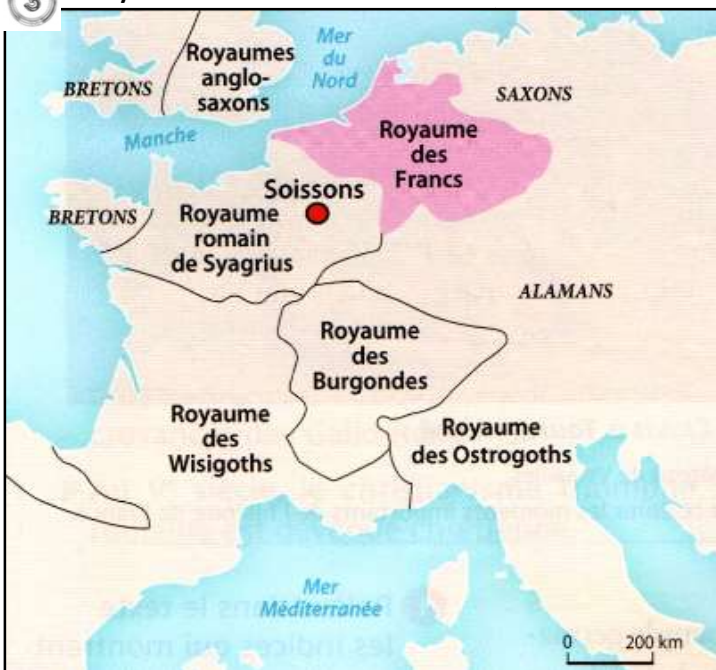 3
Royaumes
anglo-
saxons
Mer
du
Nord
BRETONS
SAXONS
Manche
Royaume
des
Francs
Soissons
BRETONS
Royaume
romain
de Syagrius
ALAMANS
Royaume
des
Burgondes
Royaume
des
Wisigoths
Royaume
des Ostrogoths
Mer
Méditerranée
0 200 km